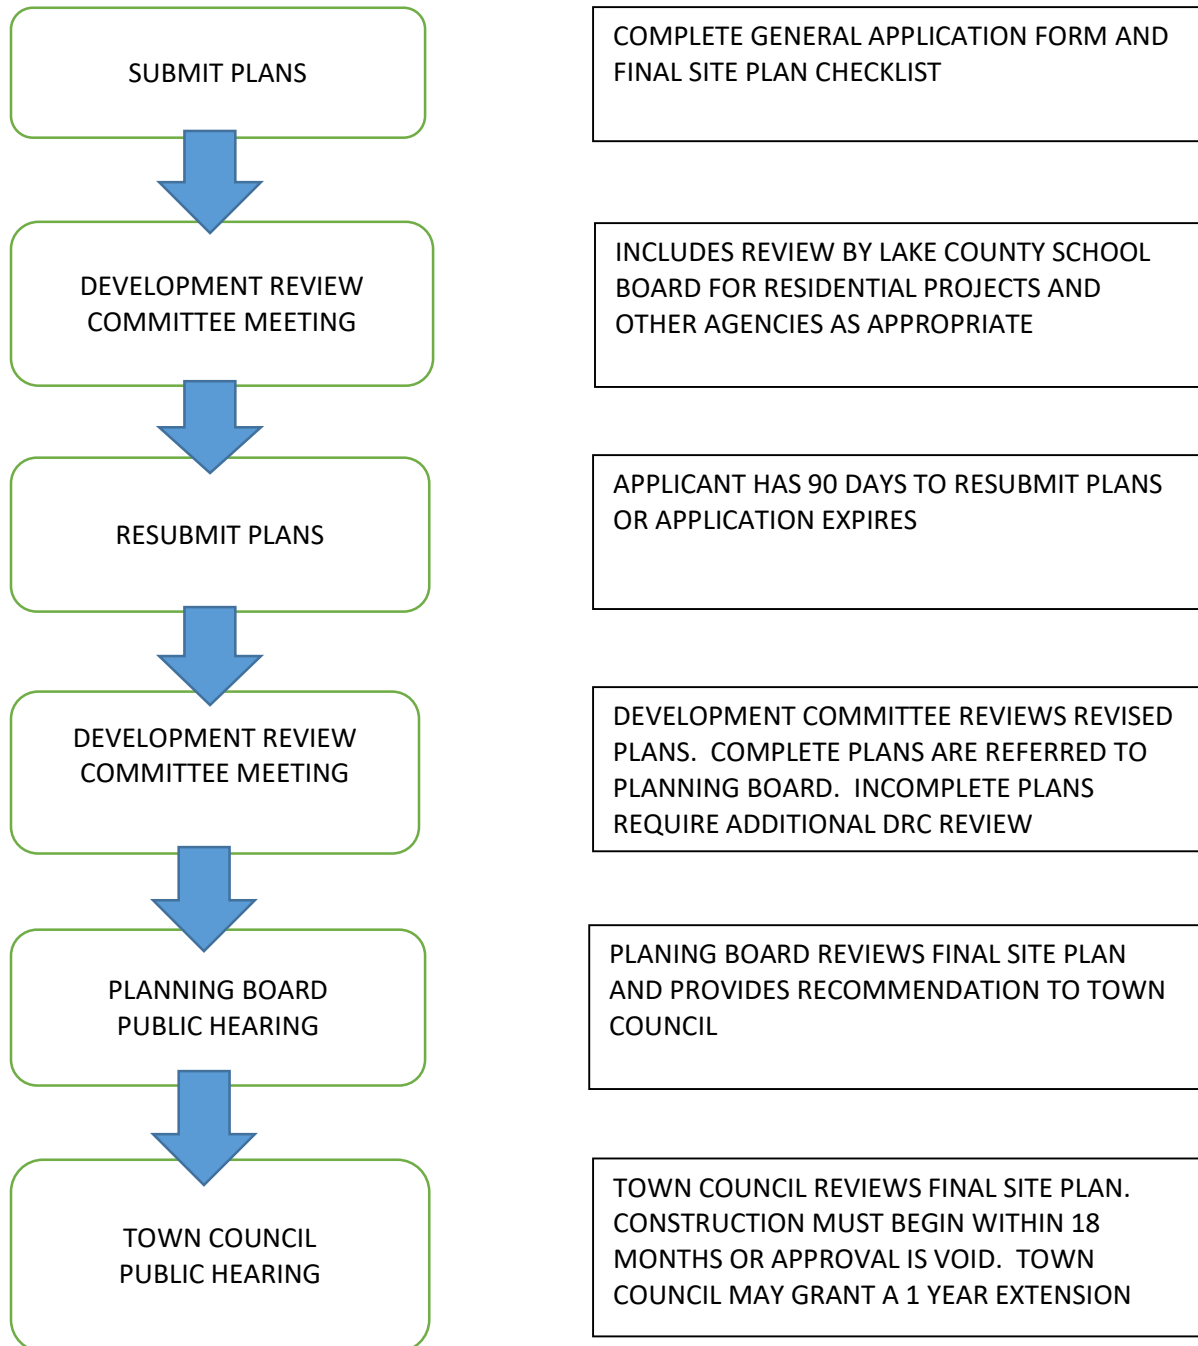 SUBMIT PLANS
COMPLETE GENERAL APPLICATION FORM AND
FINAL SITE PLAN CHECKLIST
DEVELOPMENT REVIEW
COMMITTEE MEETING
INCLUDES REVIEW BY LAKE COUNTY SCHOOL
BOARD FOR RESIDENTIAL PROJECTS AND
OTHER AGENCIES AS APPROPRIATE
RESUBMIT PLANS
APPLICANT HAS 90 DAYS TO RESUBMIT PLANS
OR APPLICATION EXPIRES
DEVELOPMENT REVIEW
COMMITTEE MEETING
DEVELOPMENT COMMITTEE REVIEWS REVISED
PLANS.  COMPLETE PLANS ARE REFERRED TO
PLANNING BOARD.  INCOMPLETE PLANS
REQUIRE ADDITIONAL DRC REVIEW
PLANNING BOARD
PUBLIC HEARING
PLANING BOARD REVIEWS FINAL SITE PLAN
AND PROVIDES RECOMMENDATION TO TOWN
COUNCIL
TOWN COUNCIL
PUBLIC HEARING
TOWN COUNCIL REVIEWS FINAL SITE PLAN.
CONSTRUCTION MUST BEGIN WITHIN 18
MONTHS OR APPROVAL IS VOID.  TOWN
COUNCIL MAY GRANT A 1 YEAR EXTENSION